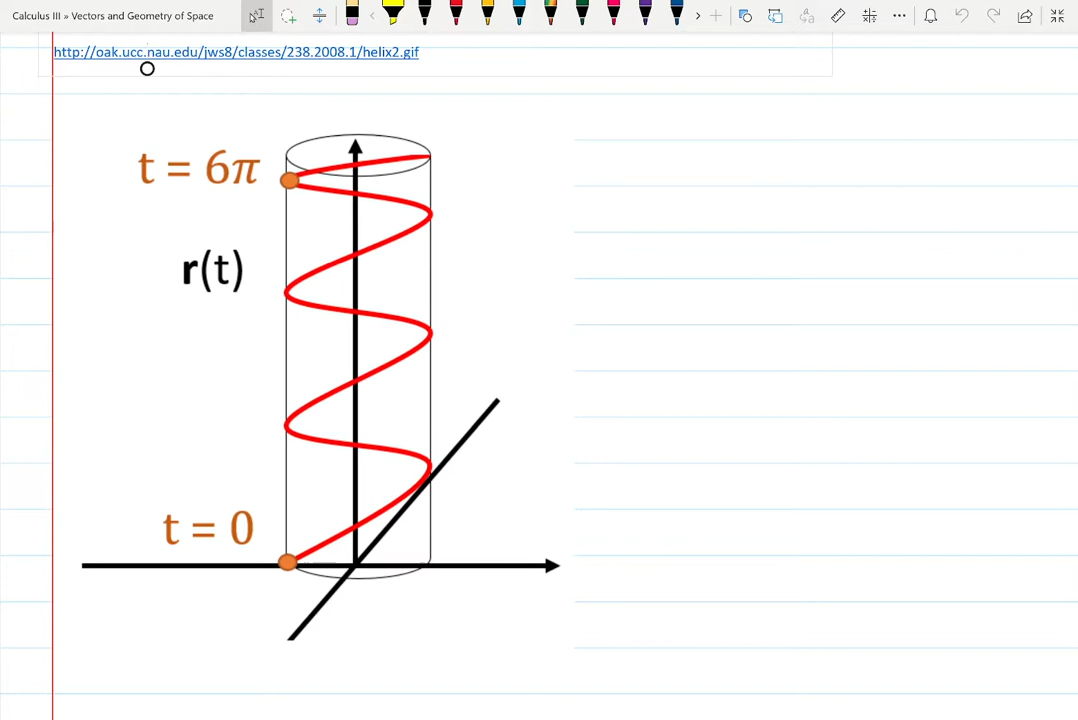 Calculus III » Vectors and Geometry of Space
http://oak.ucc.nau.edu/jws8/classes/238.2008.1/helix2.gif
t = 6π
r(t)
t = 0